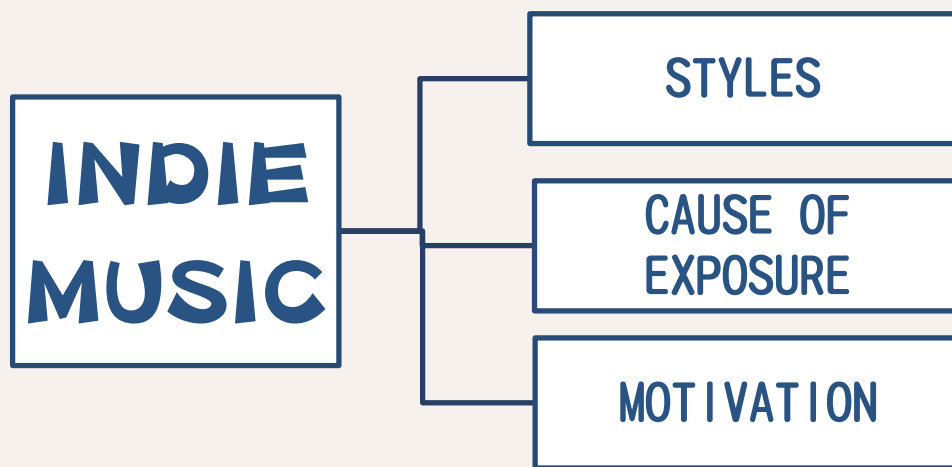 INDIE
MUSIC
STYLES
CAUSE OF
EXPOSURE
MOTIVATION